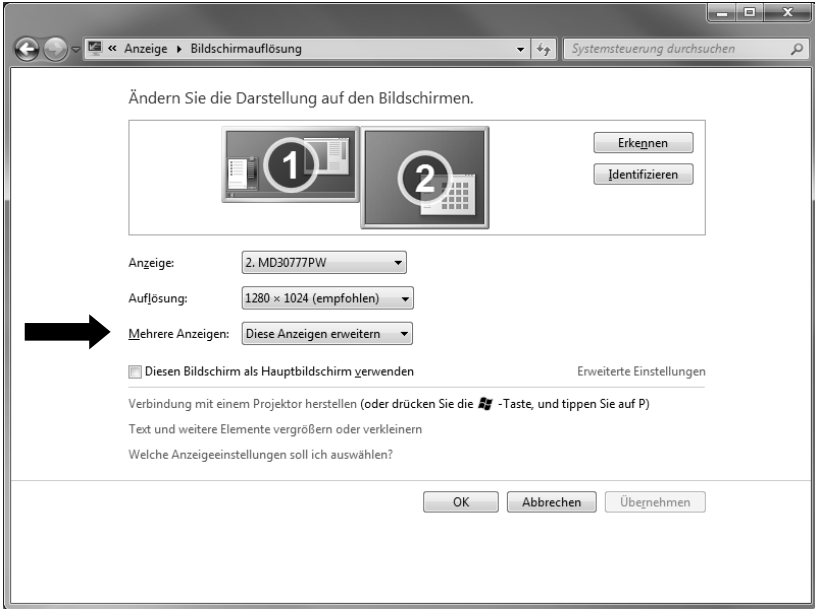 « Anzeige Bildschirmauflösung Systemsteuerung durchsuchen
Ändern Sie die Darstellung auf den Bildschirmen.
1 2
Erkennen
Identifizieren
Anzeige: 2. MD30777PW
Auflösung: 1280 × 1024 (empfohlen)
Mehrere Anzeigen: Diese Anzeigen erweitern
Diesen Bildschirm als Hauptbildschirm verwenden Erweiterte Einstellungen
Verbindung mit einem Projektor herstellen (oder drücken Sie die -Taste, und tippen Sie auf P)
Text und weitere Elemente vergrößern oder verkleinern
Welche Anzeigeeinstellungen soll ich auswählen?
OK Abbrechen Übernehmen